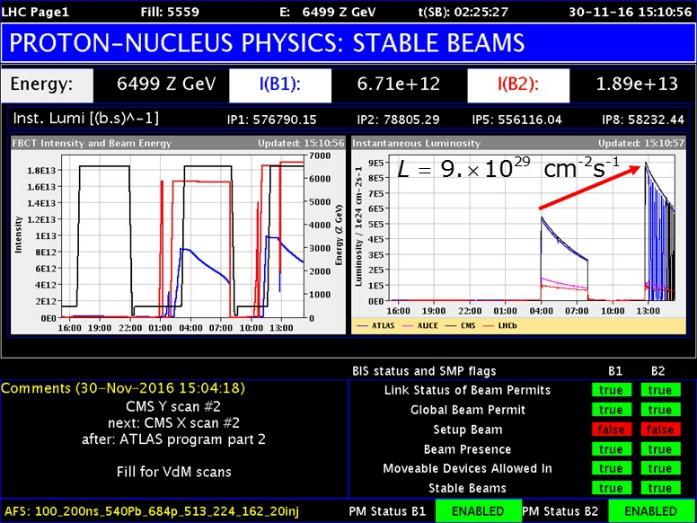 LHC Page1 Fill: 5559 E: 6499 Z GeV t(SB): 02:25:27 30-11-16 15:10:56
PROTON-NUCLEUS PHYSICS: STABLE BEAMS
Energy: 6499 Z GeV I(B1): 6.71e+12 I(B2): 1.89e+13
Inst. Lumi [(b.s)^-1] IP1: 576790.15 IP2: 78805.29 IP5: 556116.04 IP8: 58232.44
FBCT Intensity and Beam Energy Updated: 15:10:56
Intensity
1.8E13
1.6E13
1.4E13
1.2E13
1E13
8E12
6E12
4E12
2E12
0E0
7000
6000
5000
4000
3000
2000
1000
0
Energy (Z GeV)
16:00 19:00 22:00 01:00 04:00 07:00 10:00 13:00
Instantaneous Luminosity Updated: 15:10:57
L = 9.×10²⁹ cm⁻²s⁻¹
Luminosity / 1e24 cm-2s-1
9E5
8E5
7E5
6E5
5E5
4E5
3E5
2E5
1E5
0E0
16:00 19:00 22:00 01:00 04:00 07:00 10:00 13:00
ATLAS ALICE CMS LHCb
Comments (30-Nov-2016 15:04:18)
CMS Y scan #2
next: CMS X scan #2
after: ATLAS program part 2
Fill for VdM scans
BIS status and SMP flags B1 B2
Link Status of Beam Permits true true
Global Beam Permit true true
Setup Beam false false
Beam Presence true true
Moveable Devices Allowed In true true
Stable Beams true true
AFS: 100_200ns_540Pb_684p_513_224_162_20inj PM Status B1 ENABLED PM Status B2 ENABLED